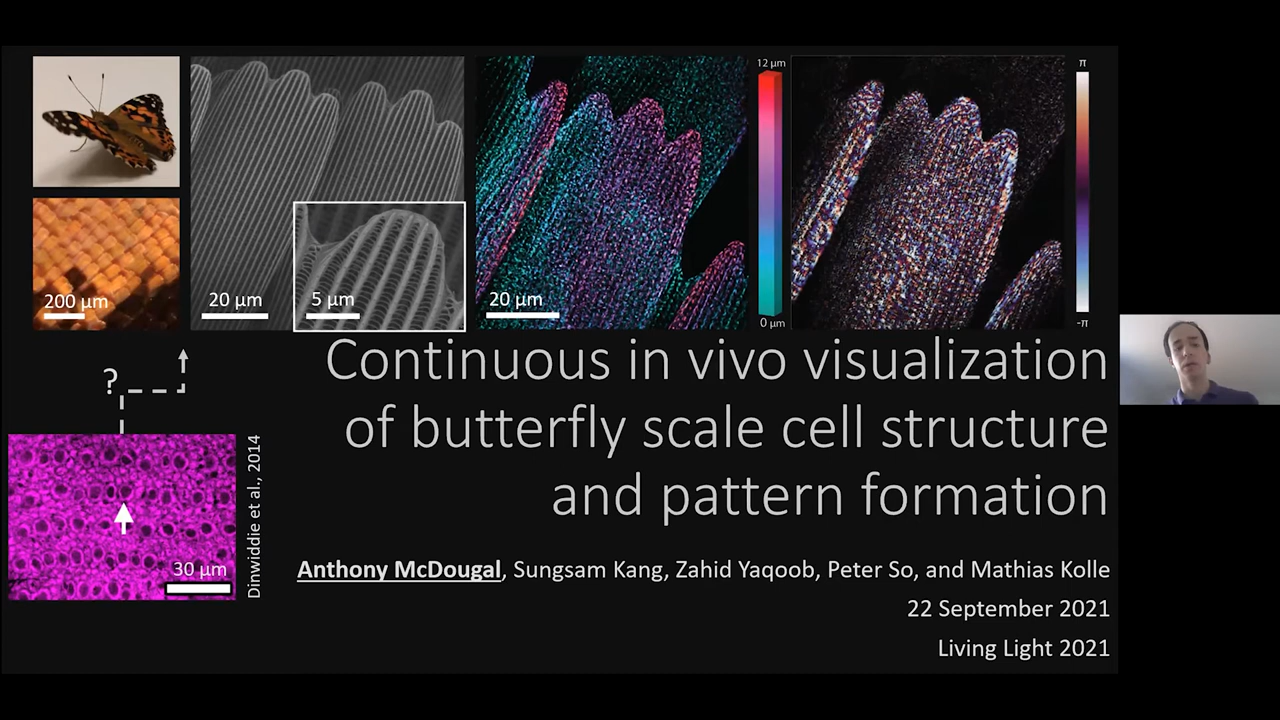 12 μm
π
200 μm
20 μm
5 μm
20 μm
0 μm
-π
?
Continuous in vivo visualization
of butterfly scale cell structure
and pattern formation
Dinwiddie et al., 2014
30 μm
Anthony McDougal, Sungsam Kang, Zahid Yaqoob, Peter So, and Mathias Kolle
22 September 2021
Living Light 2021